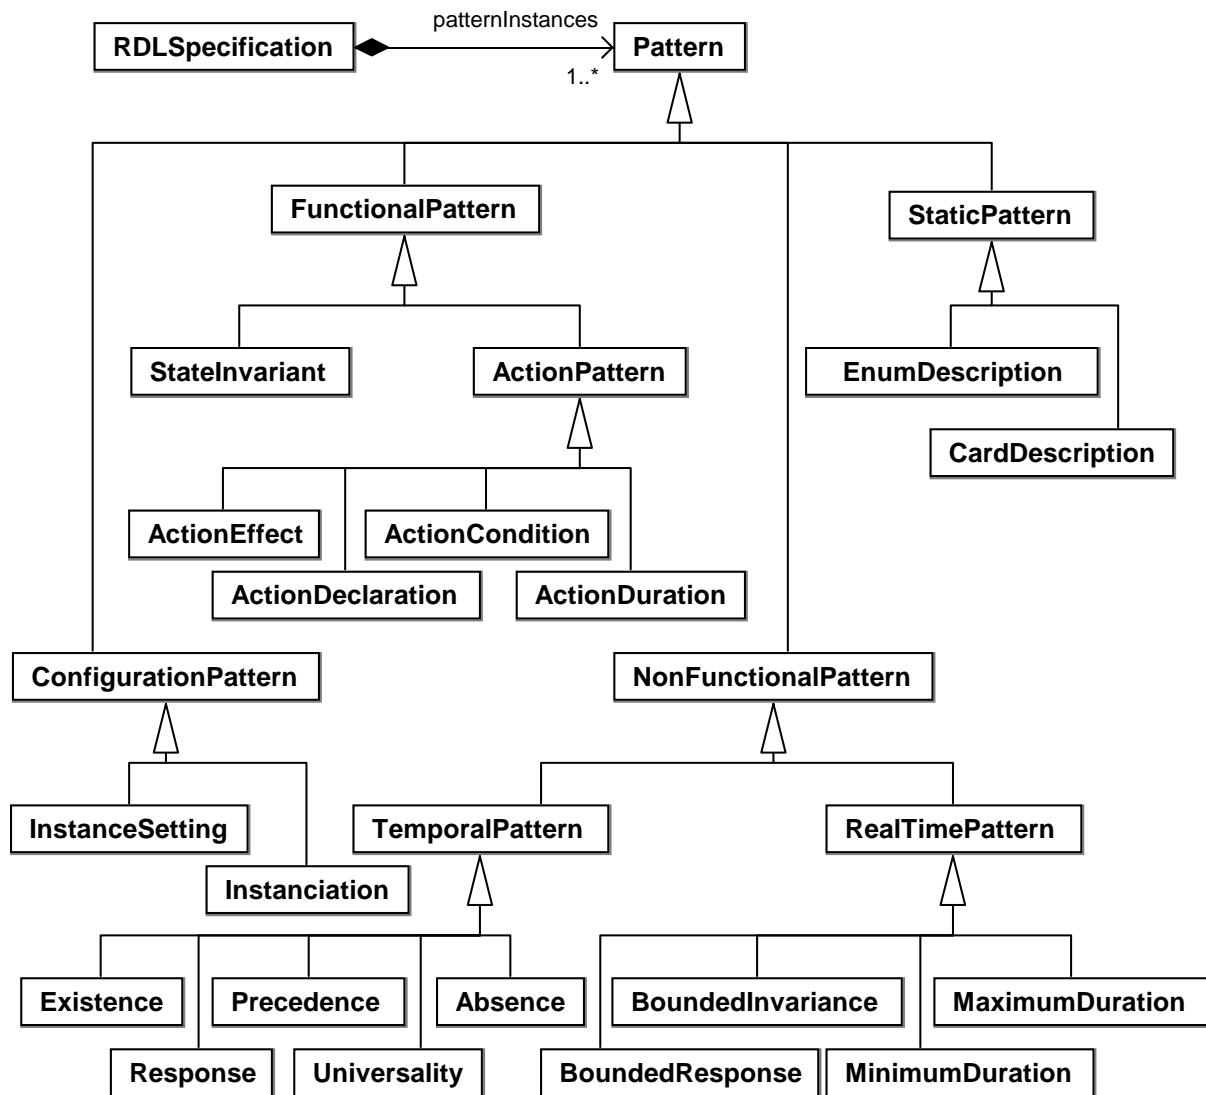 patternInstances
RDLSpecification
Pattern
1..*
FunctionalPattern
StaticPattern
StateInvariant
ActionPattern
EnumDescription
CardDescription
ActionEffect
ActionCondition
ActionDeclaration
ActionDuration
ConfigurationPattern
NonFunctionalPattern
InstanceSetting
TemporalPattern
RealTimePattern
Instanciation
Existence
Precedence
Absence
BoundedInvariance
MaximumDuration
Response
Universality
BoundedResponse
MinimumDuration